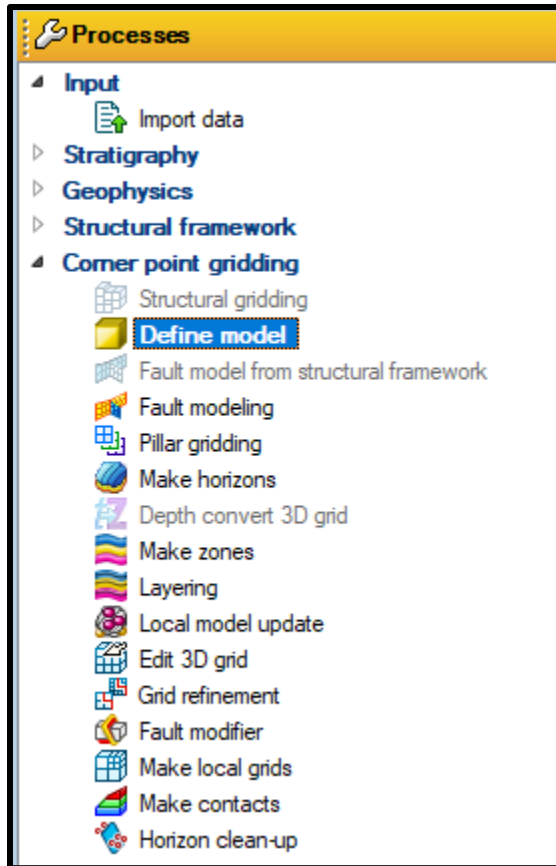 Processes
Input
Import data
Stratigraphy
Geophysics
Structural framework
Corner point gridding
Structural gridding
Define model
Fault model from structural framework
Fault modeling
Pillar gridding
Make horizons
Depth convert 3D grid
Make zones
Layering
Local model update
Edit 3D grid
Grid refinement
Fault modifier
Make local grids
Make contacts
Horizon clean-up